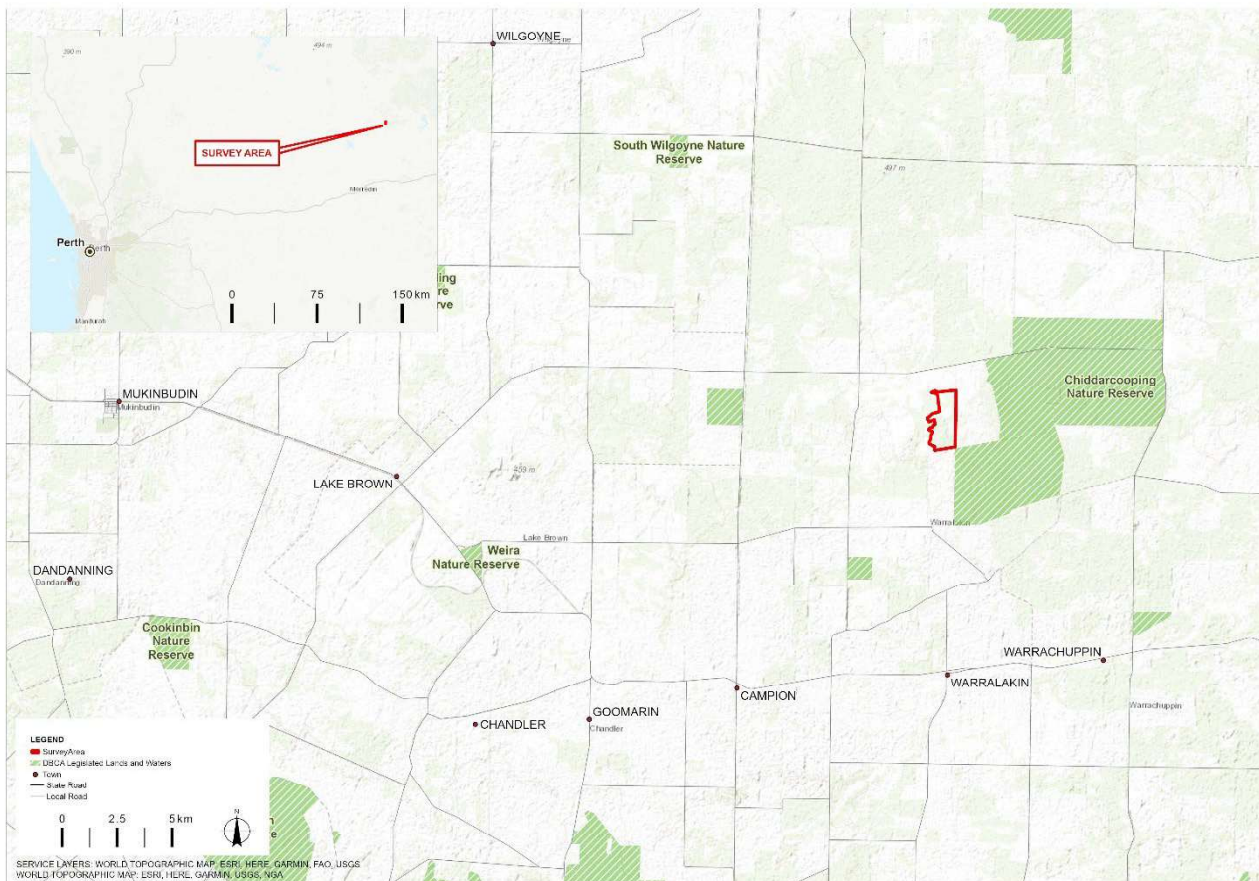 WILGOYNE
390 m
494 m
SURVEY AREA
Merredin
Perth
Perth
Mandurah
0 75 150 km
South Wilgoyne Nature
Reserve
497 m
ing
re
rve
Chiddarcooping
Nature Reserve
MUKINBUDIN
Mukinbudin
459 m
LAKE BROWN
Warralakin
Lake Brown
Weira
Nature Reserve
DANDANNING
Dandanning
Cookinbin
Nature
Reserve
WARRACHUPPIN
WARRALAKIN
CAMPION
Warrachuppin
GOOMARIN
CHANDLER
Chandler
LEGEND
SurveyArea
DBCA Legislated Lands and Waters
Town
State Road
Local Road
0 2.5 5 km
N
SERVICE LAYERS: WORLD TOPOGRAPHIC MAP: ESRI, HERE, GARMIN, FAO, USGS
WORLD TOPOGRAPHIC MAP: ESRI, HERE, GARMIN, USGS, NGA